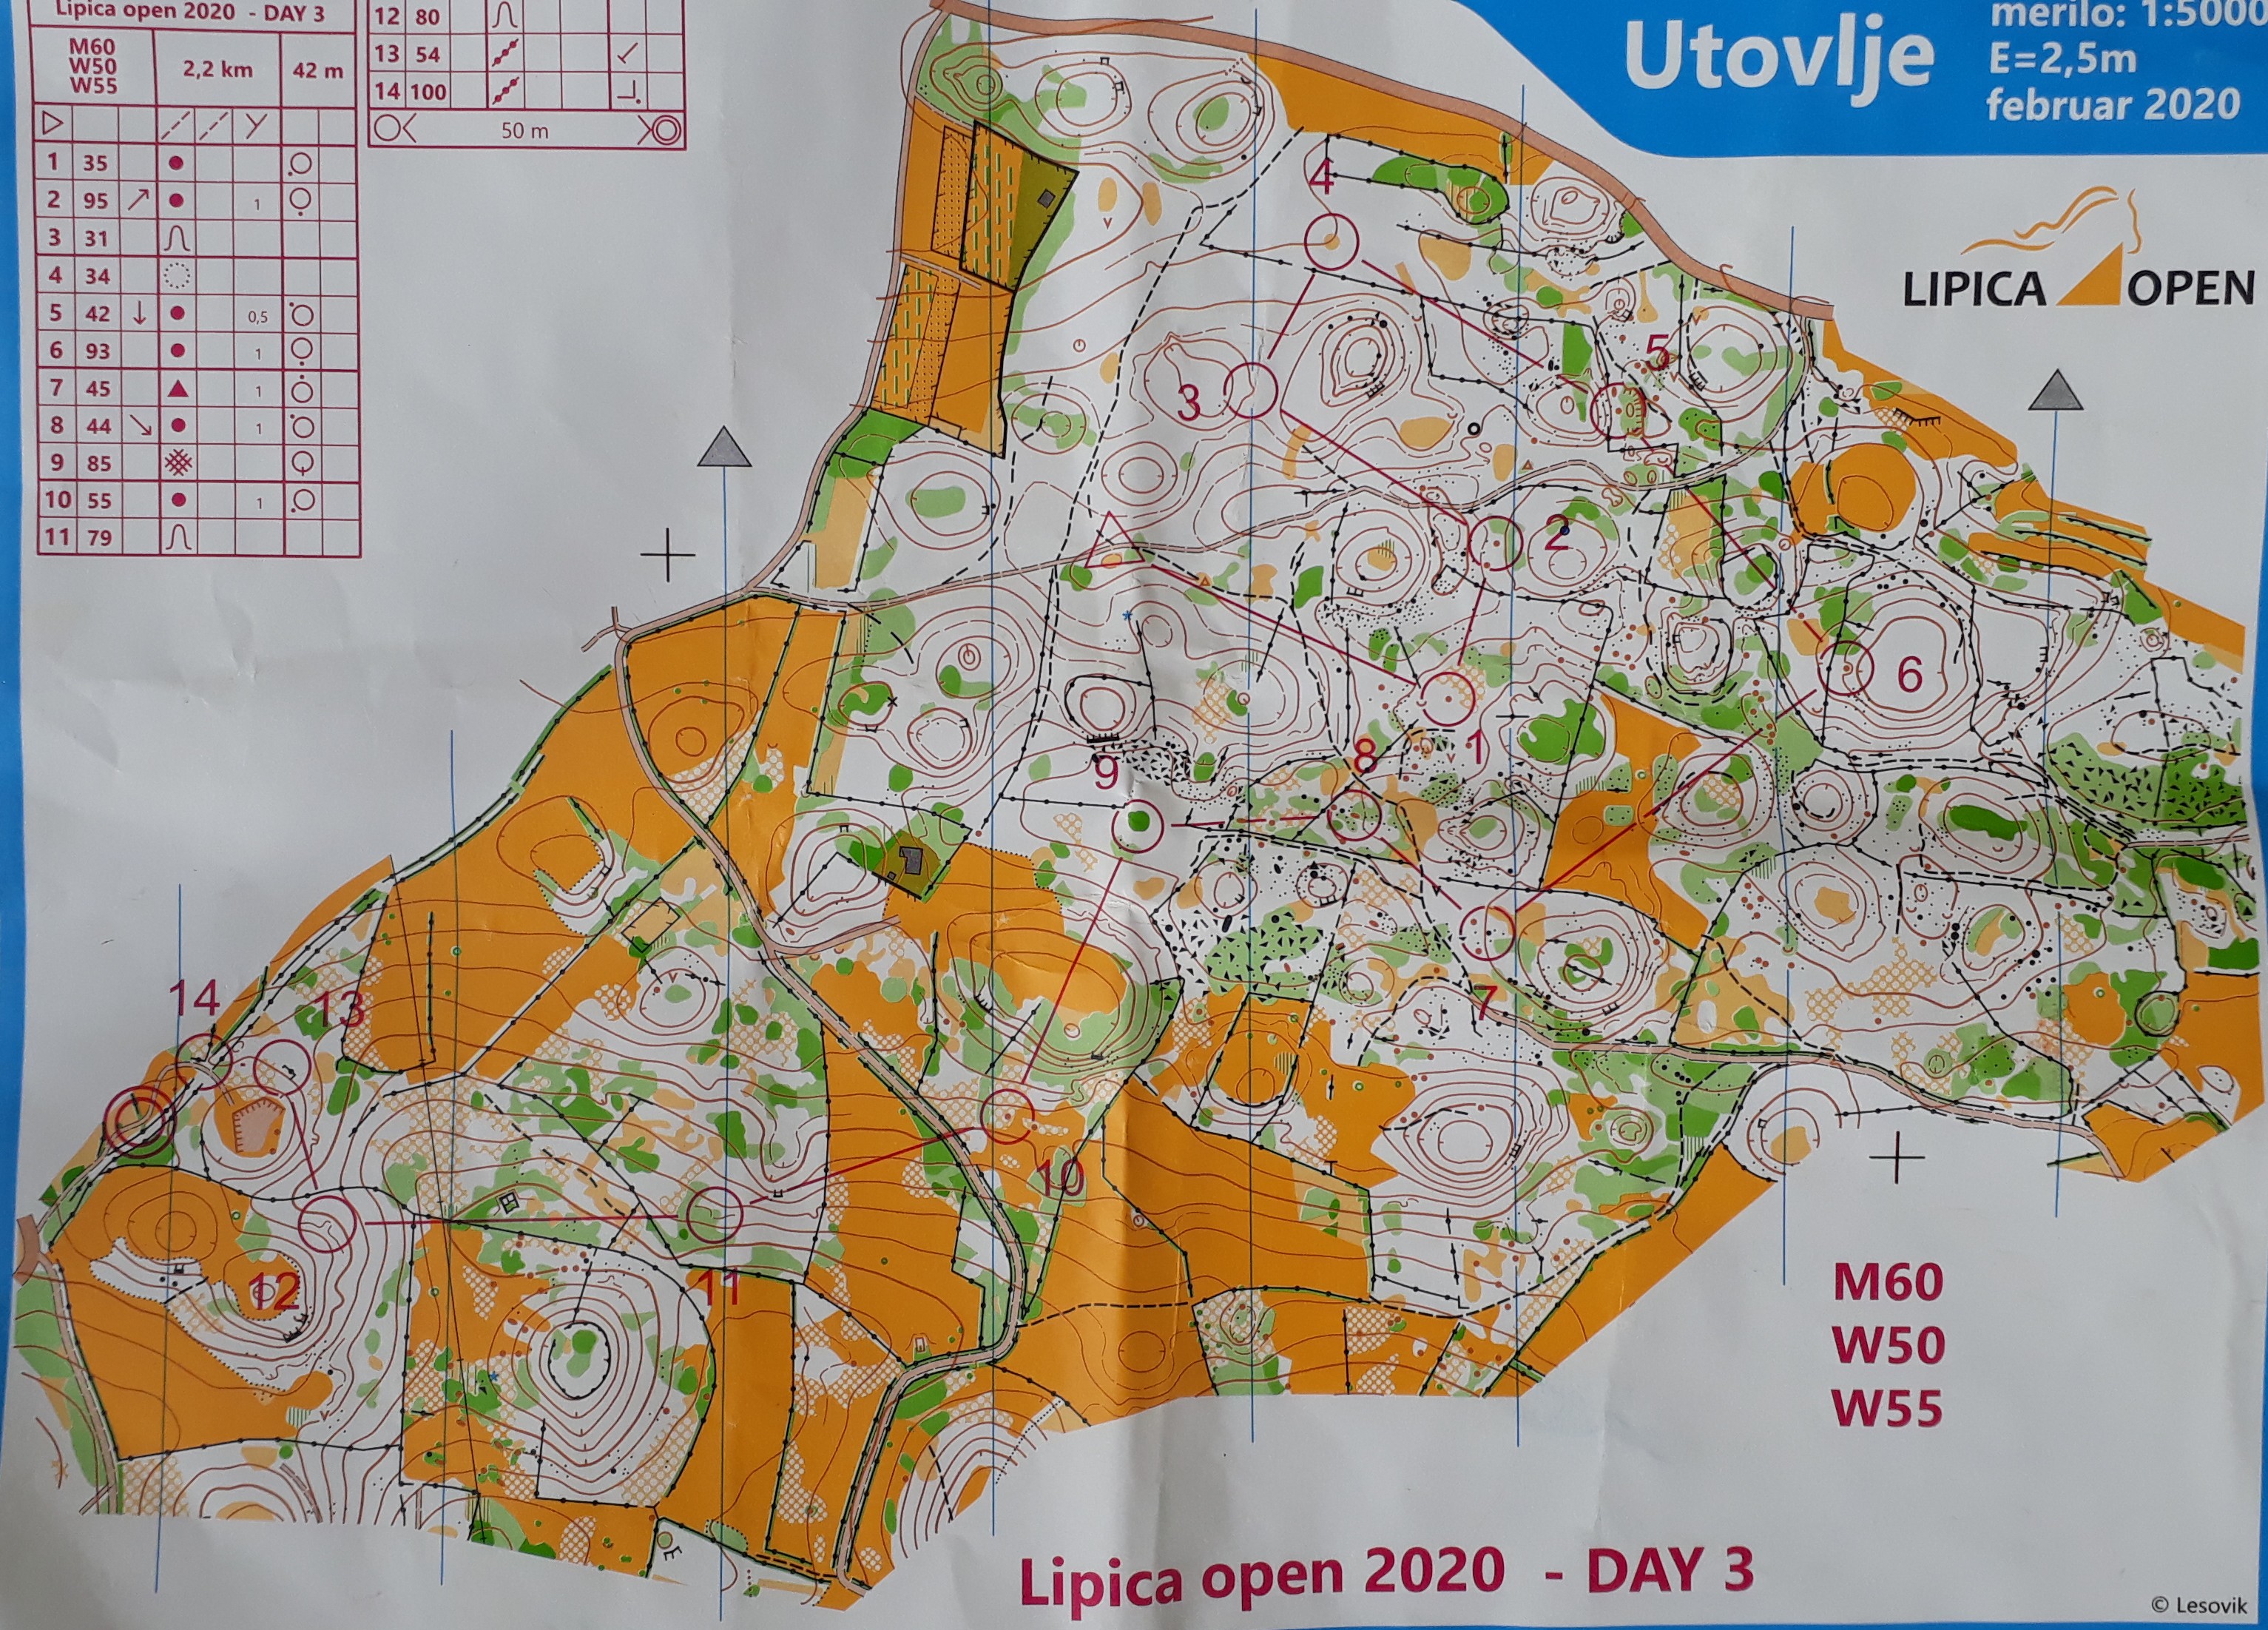 Lipica open 2020 - DAY 3
M60
W50
W55
2,2 km
42 m
1 35
2 95 1
3 31
4 34
5 42 0,5
6 93 1
7 45 1
8 44 1
9 85
10 55 1
11 79
12 80
13 54
14 100
50 m
Utovlje
merilo: 1:5000
E=2,5m
februar 2020
LIPICA OPEN
4
5
3
2
6
1
8
9
7
14
13
10
11
12
M60
W50
W55
Lipica open 2020 - DAY 3
© Lesovik